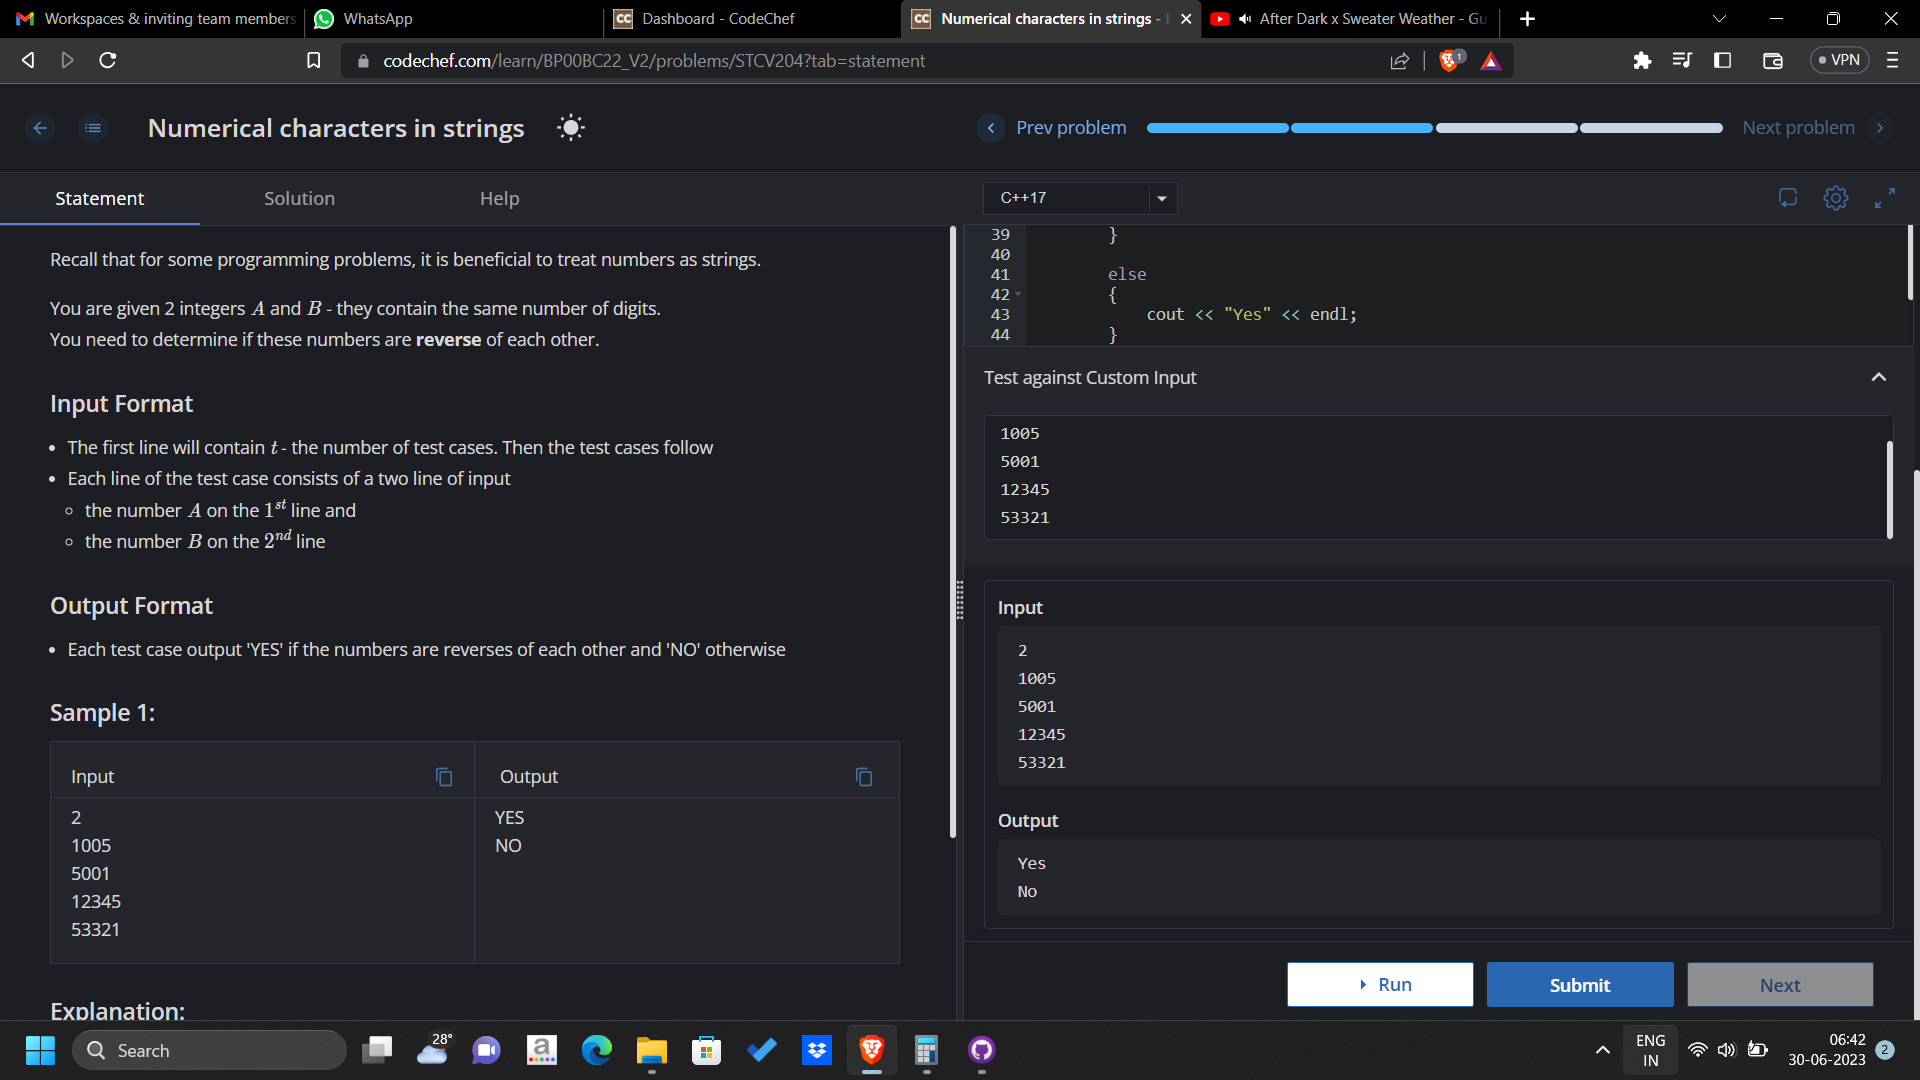 Workspaces & inviting team members
WhatsApp
CC Dashboard - CodeChef
CC Numerical characters in strings -
After Dark x Sweater Weather - Gu
codechef.com/learn/BP00BC22_V2/problems/STCV204?tab=statement
1
VPN
Numerical characters in strings
Prev problem
Next problem
Statement
Solution
Help
Recall that for some programming problems, it is beneficial to treat numbers as strings.
You are given 2 integers A and B - they contain the same number of digits.
You need to determine if these numbers are reverse of each other.
Input Format
• The first line will contain t - the number of test cases. Then the test cases follow
• Each line of the test case consists of a two line of input
◦ the number A on the 1st line and
◦ the number B on the 2nd line
Output Format
• Each test case output 'YES' if the numbers are reverses of each other and 'NO' otherwise
Sample 1:
Input
Output
2
1005
5001
12345
53321
YES
NO
Explanation:
C++17
39 }
40
41 else
42 {
43 cout << "Yes" << endl;
44 }
Test against Custom Input
1005
5001
12345
53321
Input
2
1005
5001
12345
53321
Output
Yes
No
Run
Submit
Next
Search
28°
a
ENG
IN
06:42
30-06-2023
2